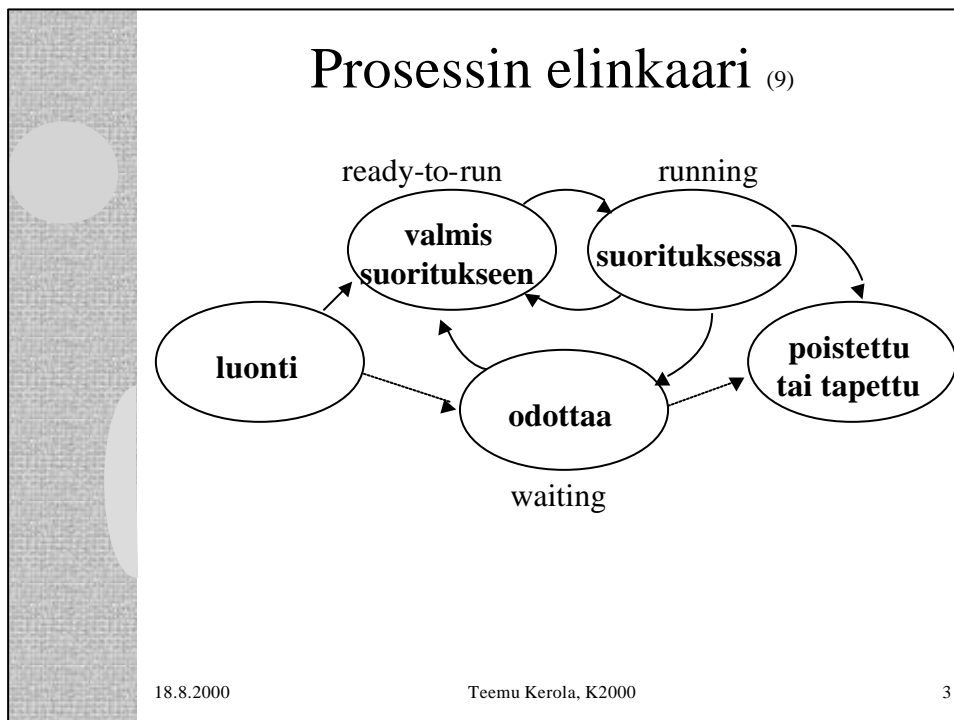 Prosessin elinkaari (9)
ready-to-run
running
valmis
suoritukseen
suorituksessa
luonti
poistettu
tai tapettu
odottaa
waiting
18.8.2000
Teemu Kerola, K2000
3